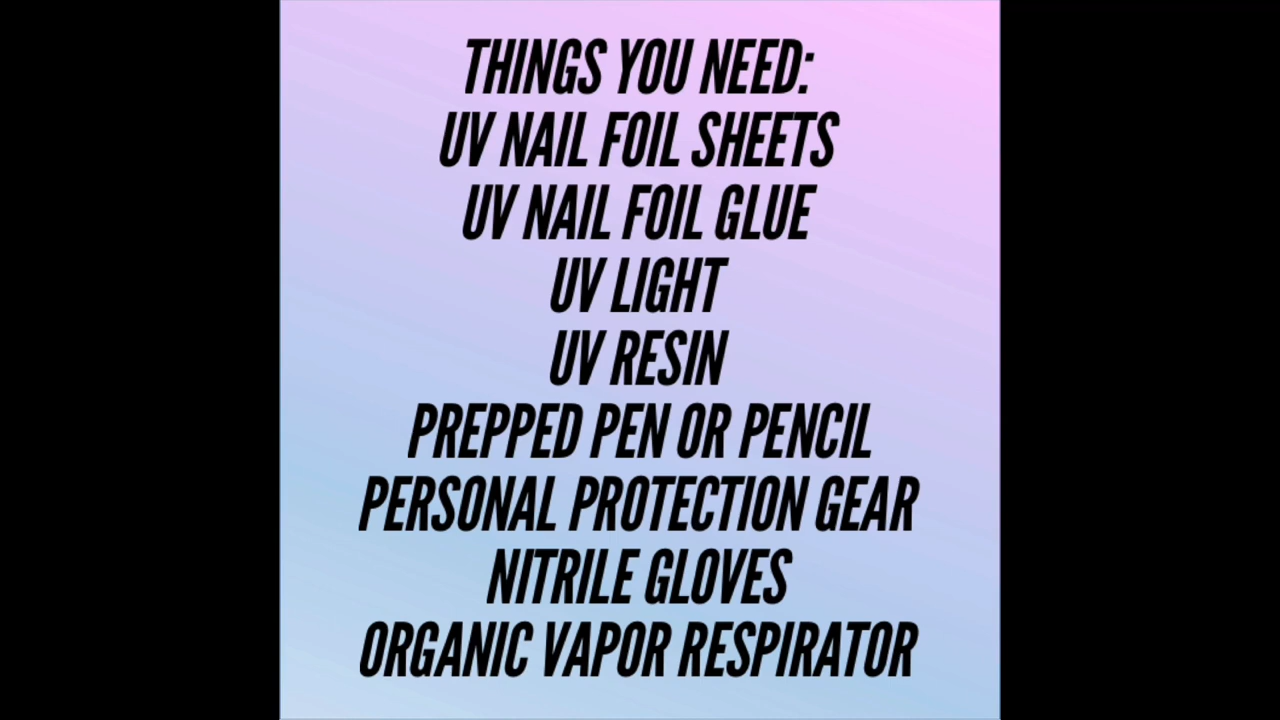 THINGS YOU NEED:
UV NAIL FOIL SHEETS
UV NAIL FOIL GLUE
UV LIGHT
UV RESIN
PREPPED PEN OR PENCIL
PERSONAL PROTECTION GEAR
NITRILE GLOVES
ORGANIC VAPOR RESPIRATOR